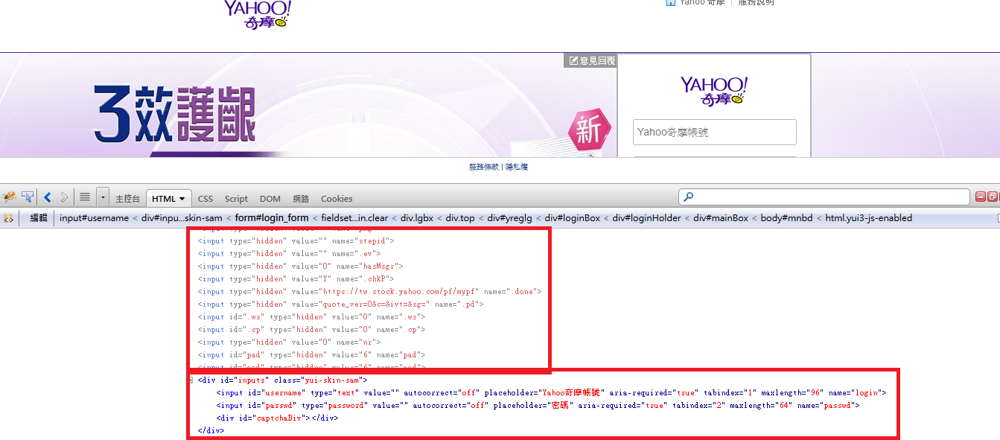 YAHOO!
奇摩
Yahoo 奇摩 | 服務說明
意見回覆
3效護齦
新
YAHOO!
奇摩
Yahoo奇摩帳號
服務條款 | 隱私權
主控台 HTML CSS Script DOM 網路 Cookies
編輯 input#username < div#inpu...skin-sam < form#login_form < fieldset...in.clear < div.lgbx < div.top < div#yreglg < div#loginBox < div#loginHolder < div#mainBox < body#mnbd < html.yui3-js-enabled
<input type="hidden" value="" name="stepid">
<input type="hidden" value="" name=".ev">
<input type="hidden" value="0" name="hasMsgr">
<input type="hidden" value="Y" name=".chkP">
<input type="hidden" value="https://tw.stock.yahoo.com/pf/mypf" name=".done">
<input type="hidden" value="quote_ver=0&c=&ivt=&sg=" name=".pd">
<input id=".ws" type="hidden" value="0" name=".ws">
<input id=".cp" type="hidden" value="0" name=".cp">
<input type="hidden" value="0" name="nr">
<input id="pad" type="hidden" value="6" name="pad">
<div id="inputs" class="yui-skin-sam">
<input id="username" type="text" value="" autocorrect="off" placeholder="Yahoo奇摩帳號" aria-required="true" tabindex="1" maxlength="96" name="login">
<input id="passwd" type="password" value="" autocorrect="off" placeholder="密碼" aria-required="true" tabindex="2" maxlength="64" name="passwd">
<div id="captchaDiv"></div>
</div>